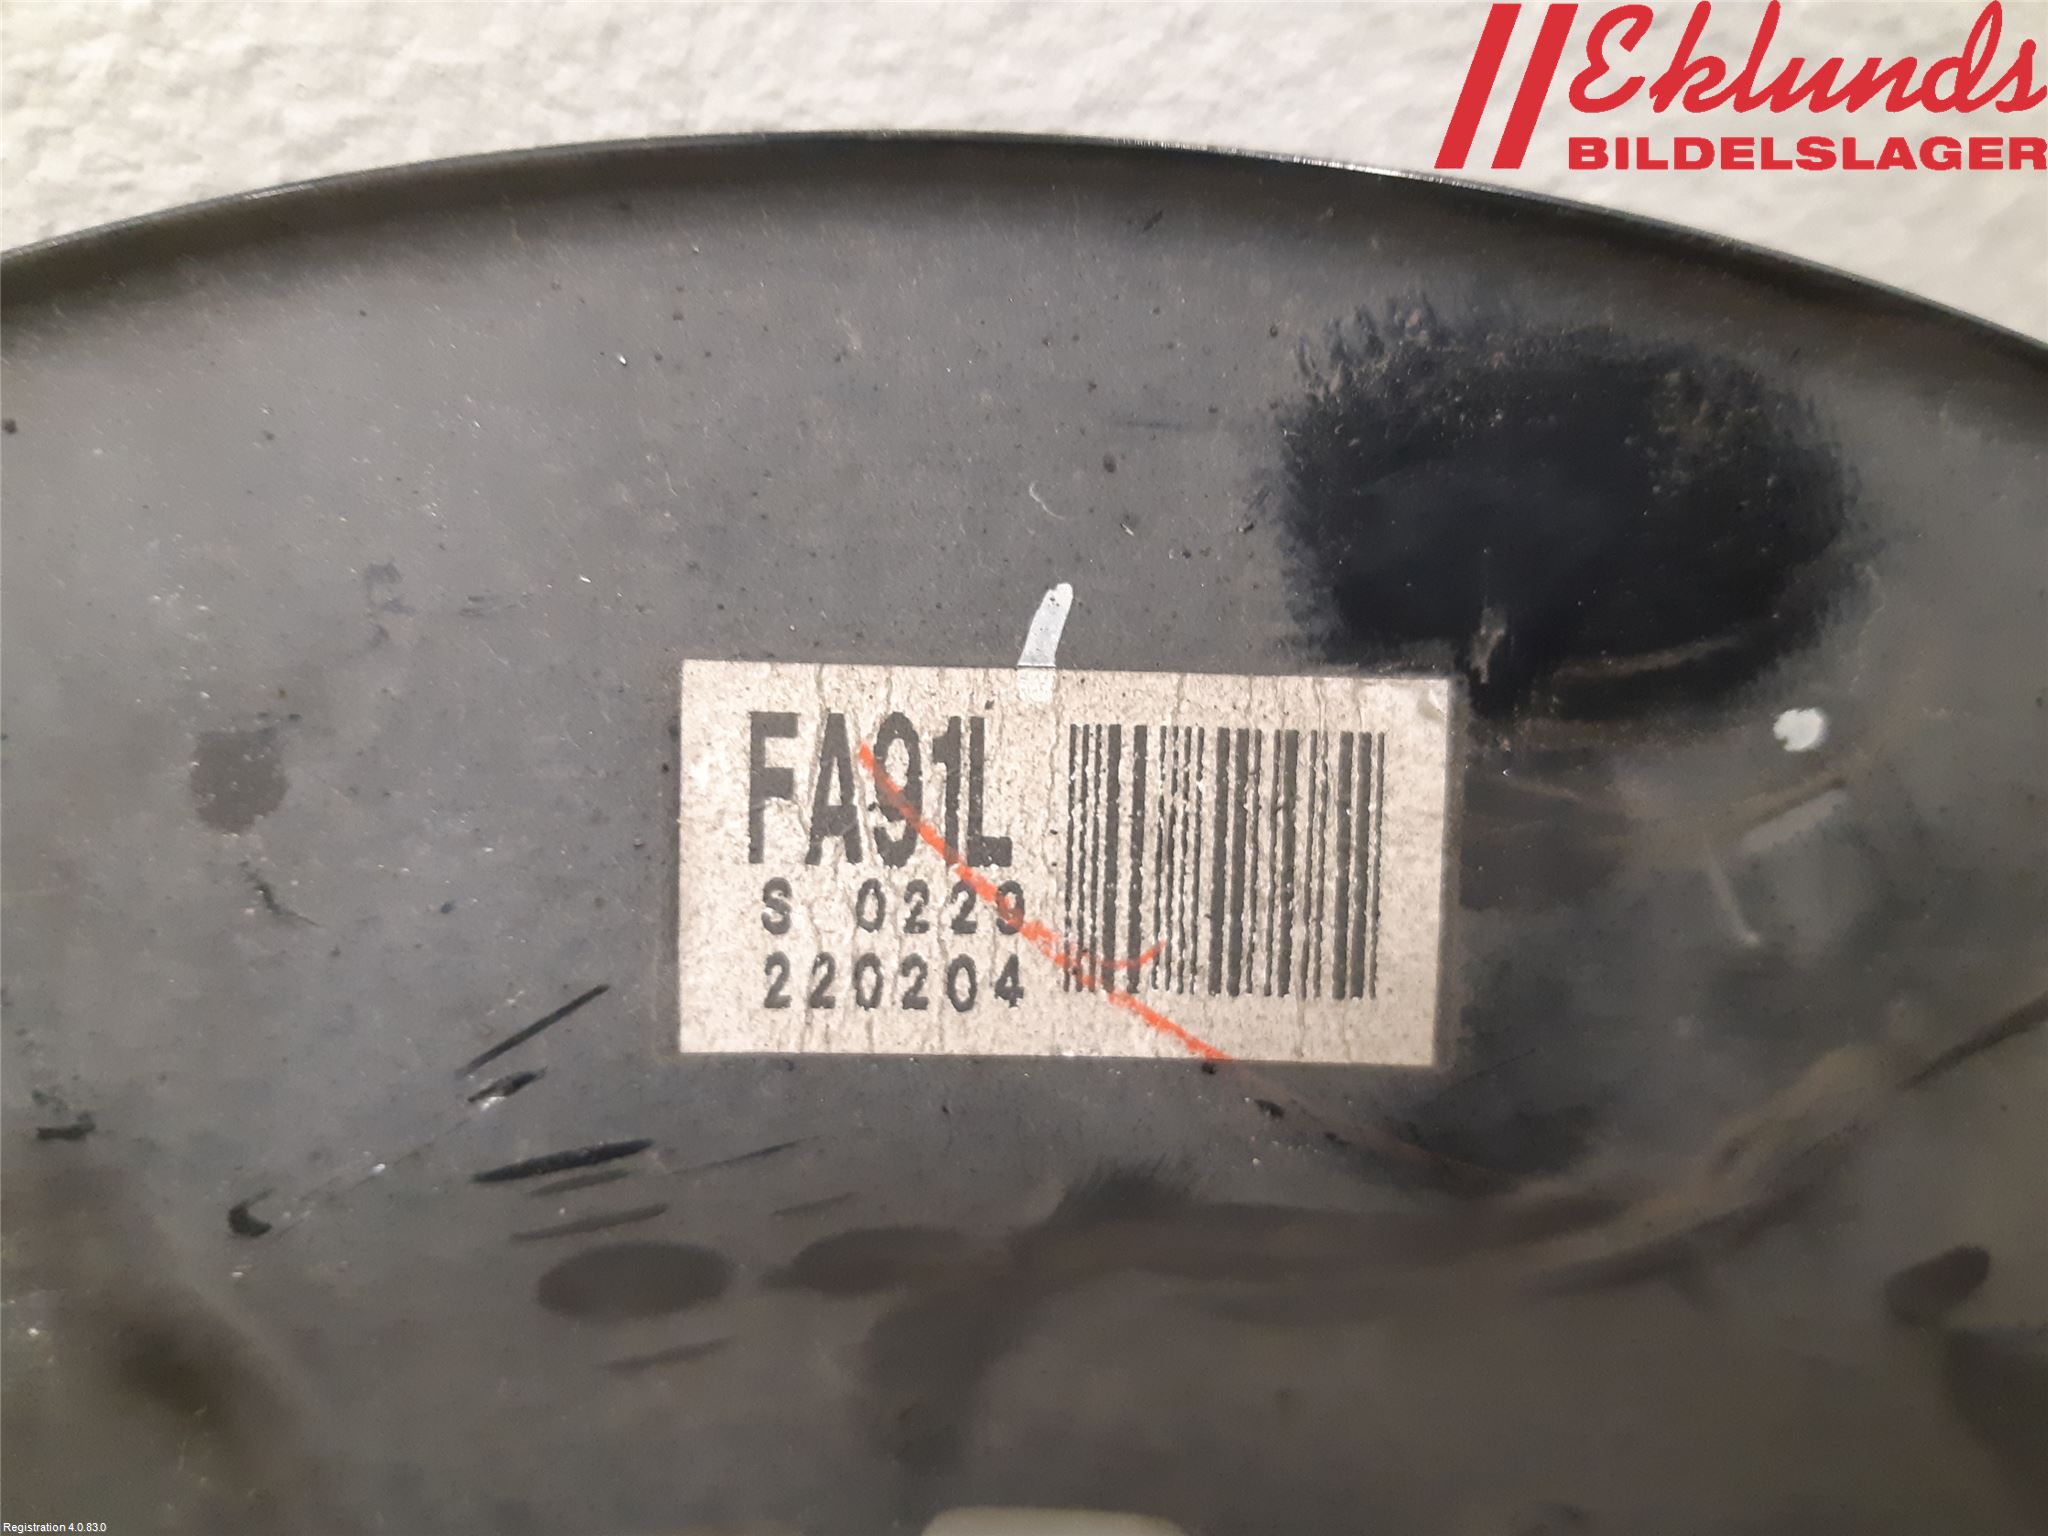 Eklunds
BILDELSLAGER
FA91L
S 0229
220204
Registration 4.0.83.0